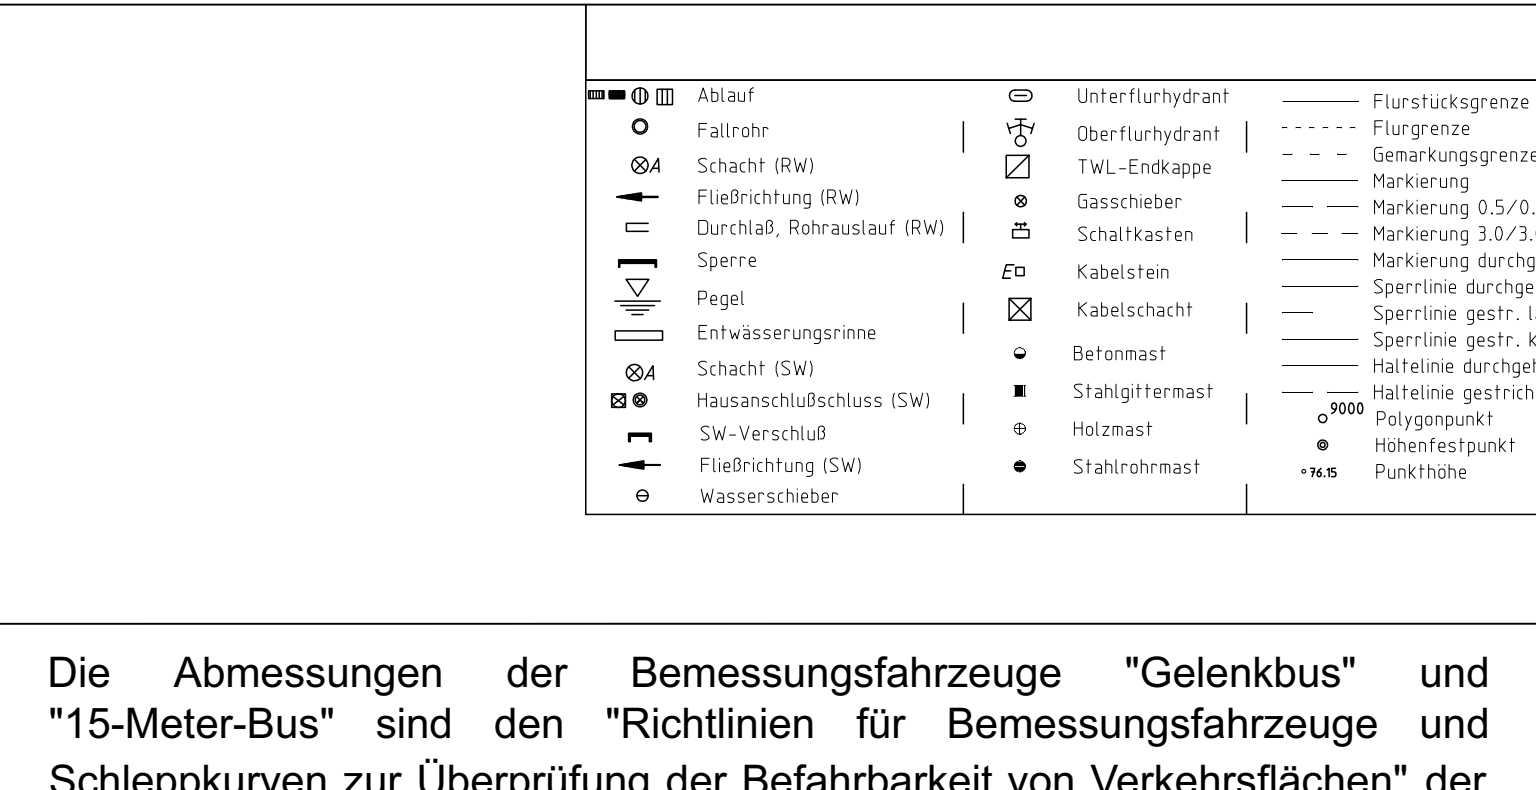 Ablauf
Fallrohr
A Schacht (RW)
Fließrichtung (RW)
Durchlaß, Rohrauslauf (RW)
Sperre
Pegel
Entwässerungsrinne
A Schacht (SW)
Hausanschlußschluss (SW)
SW-Verschluß
Fließrichtung (SW)
Wasserschieber
Unterflurhydrant
Oberflurhydrant
TWL-Endkappe
Gasschieber
Schaltkasten
E Kabelstein
Kabelschacht
Betonmast
Stahlgittermast
Holzmast
Stahlrohrmast
Flurstücksgrenze
Flurgrenze
Gemarkungsgrenze
Markierung
Markierung 0.5/0.
Markierung 3.0/3.
Markierung durchg
Sperrlinie durchge
Sperrlinie gestr. l
Sperrlinie gestr. k
Haltelinie durchge
Haltelinie gestrich
9000 Polygonpunkt
Höhenfestpunkt
76.15 Punkthöhe
Die Abmessungen der Bemessungsfahrzeuge "Gelenkbus" und
"15-Meter-Bus" sind den "Richtlinien für Bemessungsfahrzeuge und
Schleppkurven zur Überprüfung der Befahrbarkeit von Verkehrsflächen" der